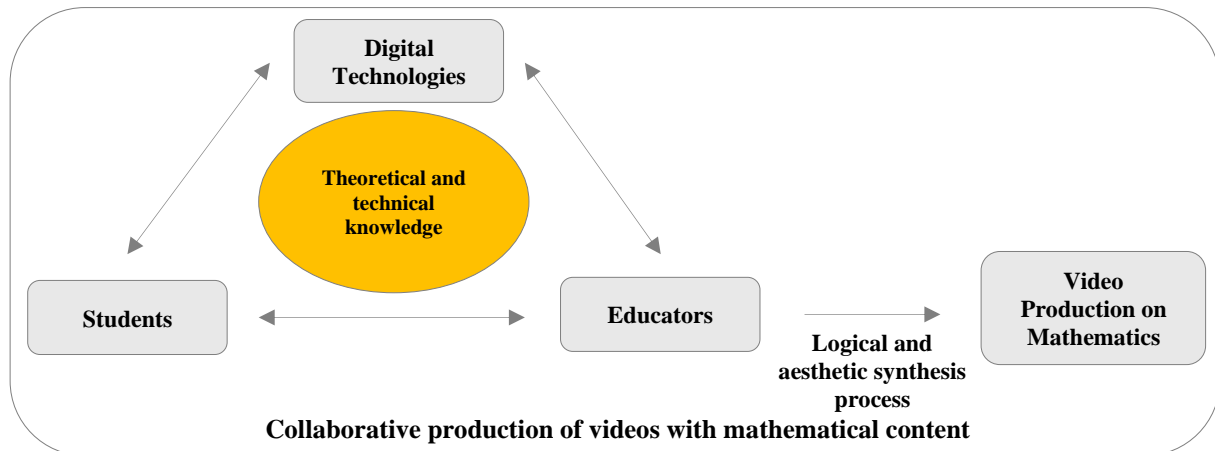 Digital
Technologies
Theoretical and
technical
knowledge
Students
Educators
Video
Production on
Mathematics
Logical and
aesthetic synthesis
process
Collaborative production of videos with mathematical content